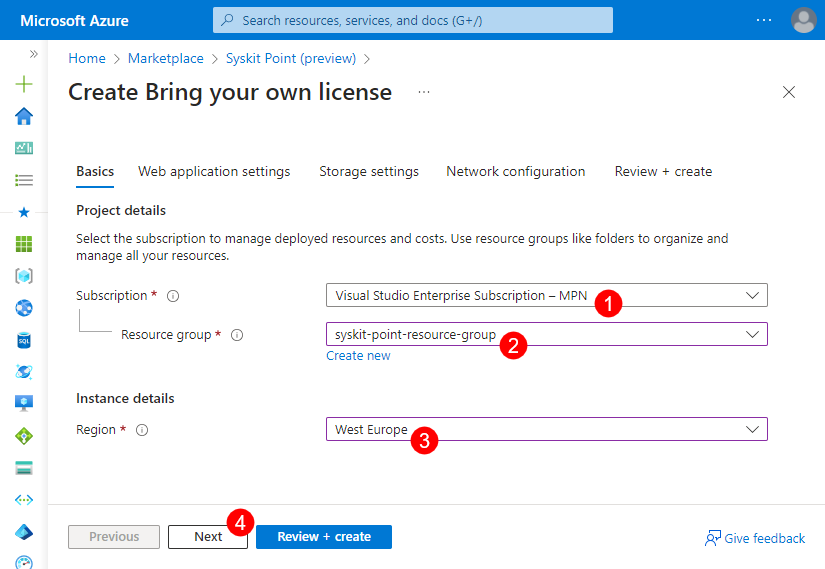 Microsoft Azure
Search resources, services, and docs (G+/)
Home > Marketplace > Syskit Point (preview) >
Create Bring your own license
Basics Web application settings Storage settings Network configuration Review + create
Project details
Select the subscription to manage deployed resources and costs. Use resource groups like folders to organize and
manage all your resources.
Subscription * Visual Studio Enterprise Subscription – MPN 1
Resource group * syskit-point-resource-group 2
Create new
Instance details
Region * West Europe 3
4
Previous Next Review + create Give feedback
SQL